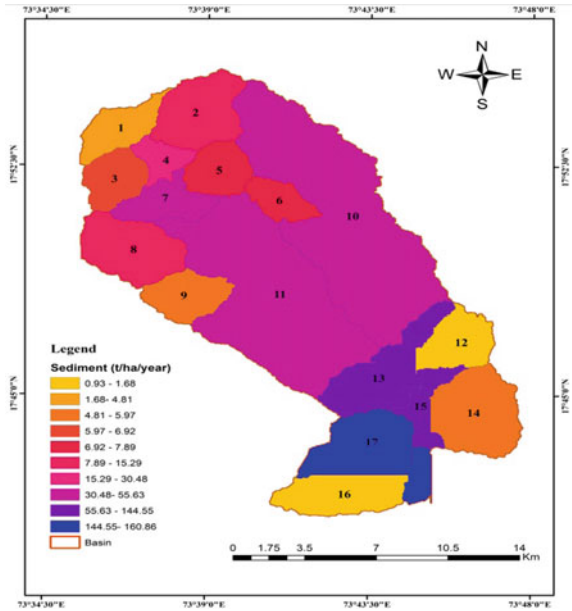 73°34'30"E 73°39'0"E 73°43'30"E 73°48'0"E
N
W E
S
17°52'30"N 17°52'30"N
1
2
3
4
5
6
7
8
9
10
11
12
13
14
15
16
17
17°45'0"N 17°45'0"N
Legend
Sediment (t/ha/year)
0.93 - 1.68
1.68- 4.81
4.81 - 5.97
5.97 - 6.92
6.92 - 7.89
7.89 - 15.29
15.29 - 30.48
30.48 - 55.63
55.63 - 144.55
144.55- 160.86
Basin
0 1.75 3.5 7 10.5 14
Km
73°34'30"E 73°39'0"E 73°43'30"E 73°48'0"E